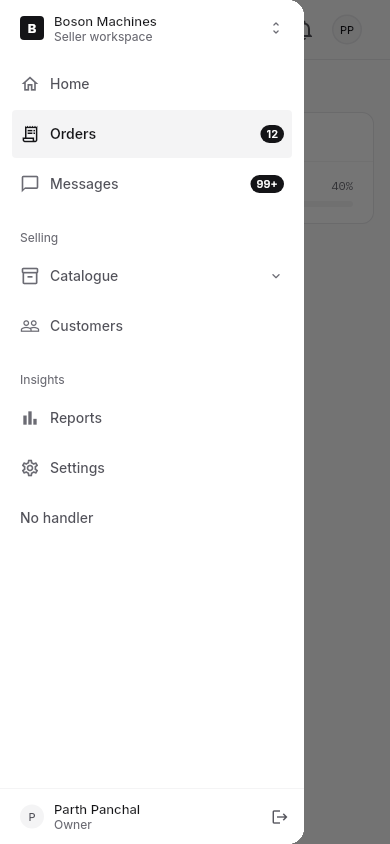 B
Boson Machines
Seller workspace
PP
Home
Orders 12
Messages 99+
40%
Selling
Catalogue
Customers
Insights
Reports
Settings
No handler
P
Parth Panchal
Owner